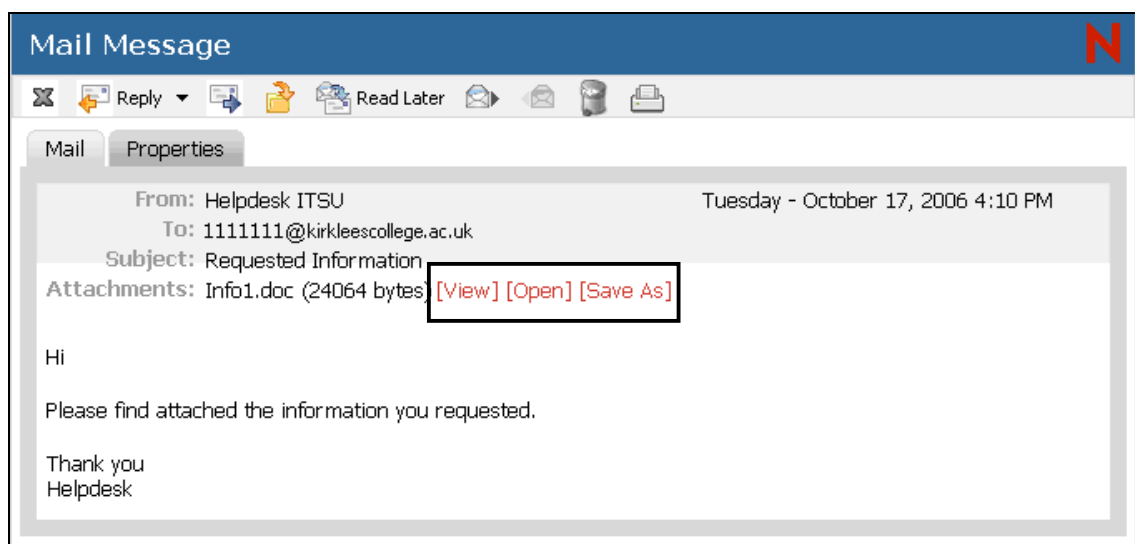 Mail Message N
Reply Read Later
Mail Properties
From: Helpdesk ITSU Tuesday - October 17, 2006 4:10 PM
To: 1111111@kirkleescollege.ac.uk
Subject: Requested Information
Attachments: Info1.doc (24064 bytes) [View] [Open] [Save As]
Hi
Please find attached the information you requested.
Thank you
Helpdesk